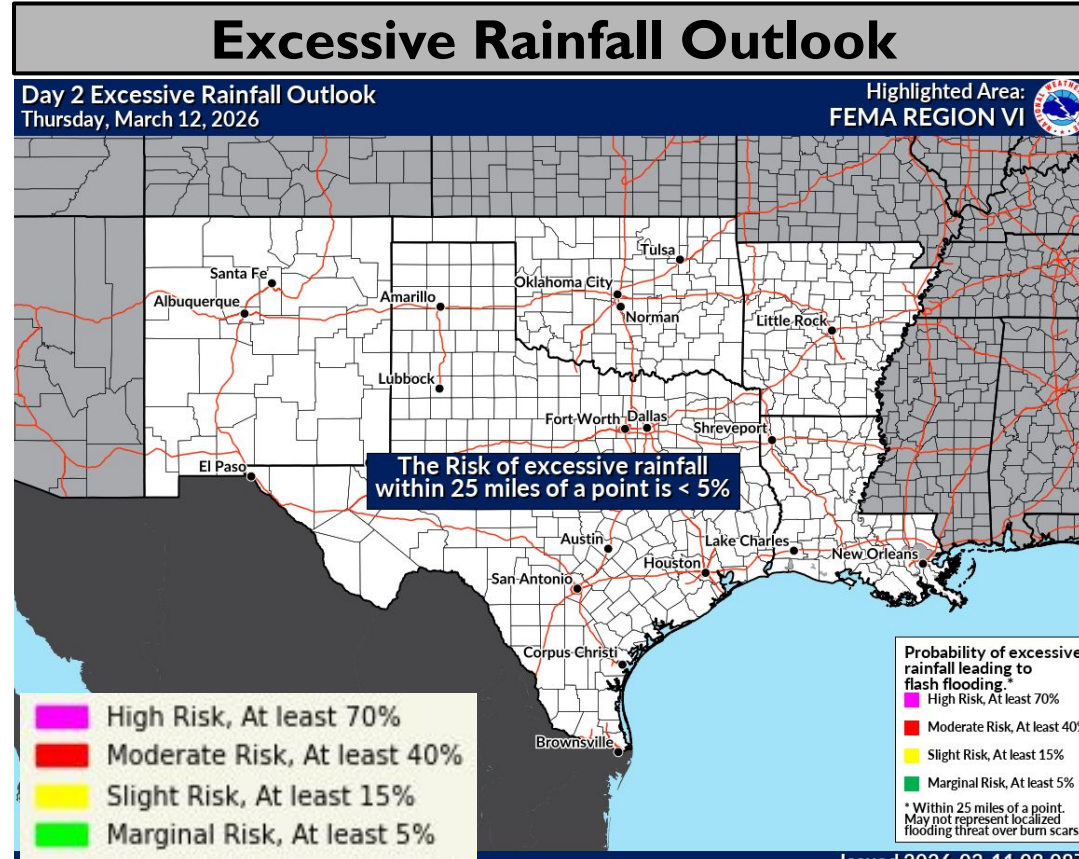 Excessive Rainfall Outlook
Day 2 Excessive Rainfall Outlook
Thursday, March 12, 2026
Highlighted Area:
FEMA REGION VI
Tulsa
Santa Fe
Oklahoma City
Albuquerque
Amarillo
Norman
Little Rock
Lubbock
Fort Worth
Dallas
Shreveport
El Paso
The Risk of excessive rainfall
within 25 miles of a point is < 5%
Austin
Lake Charles
New Orleans
Houston
San Antonio
Corpus Christi
Brownsville
High Risk, At least 70%
Moderate Risk, At least 40%
Slight Risk, At least 15%
Marginal Risk, At least 5%
Probability of excessive
rainfall leading to
flash flooding.*
High Risk, At least 70%
Moderate Risk, At least 40%
Slight Risk, At least 15%
Marginal Risk, At least 5%
* Within 25 miles of a point.
May not represent localized
flooding threat over burn scars